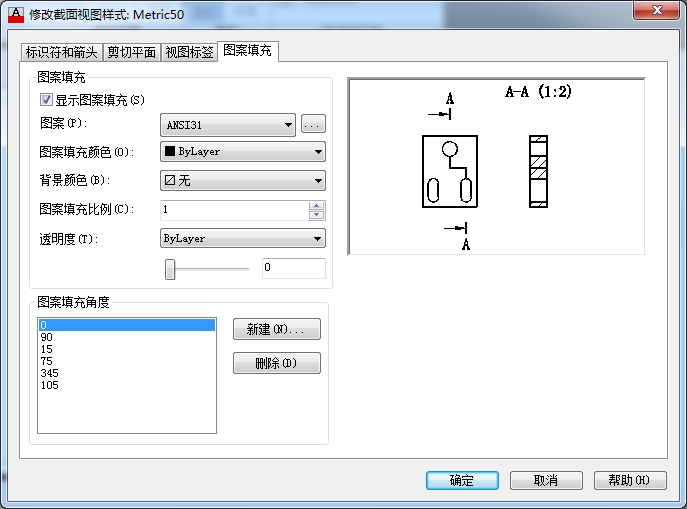 修改截面视图样式: Metric50
标识符和箭头 剪切平面 视图标签 图案填充
图案填充
显示图案填充(S)
图案(P): ANSI31 ...
图案填充颜色(O): ByLayer
背景颜色(B): 无
图案填充比例(C): 1
透明度(T): ByLayer
0
图案填充角度
0
90
15
75
345
105
新建(N)...
删除(D)
A-A (1:2)
A
A
确定 取消 帮助(H)